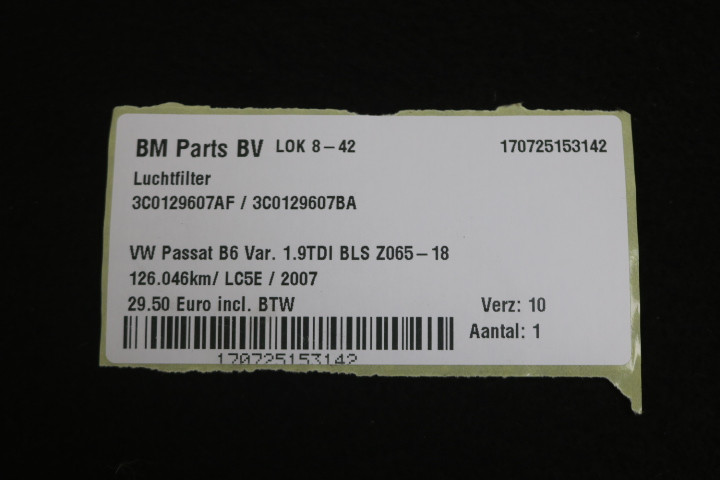 BM Parts BV LOK 8-42 170725153142
Luchtfilter
3C0129607AF / 3C0129607BA
VW Passat B6 Var. 1.9TDI BLS Z065-18
126.046km/ LC5E / 2007
29.50 Euro incl. BTW Verz: 10
Aantal: 1
170725153142